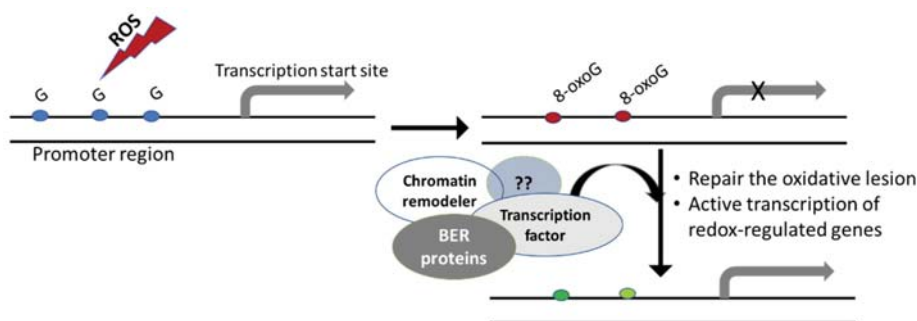 ROS
G
G
G
Transcription start site
Promoter region
8-oxoG
8-oxoG
X
Chromatin
remodeler
??
Transcription
factor
BER
proteins
• Repair the oxidative lesion
• Active transcription of
redox-regulated genes